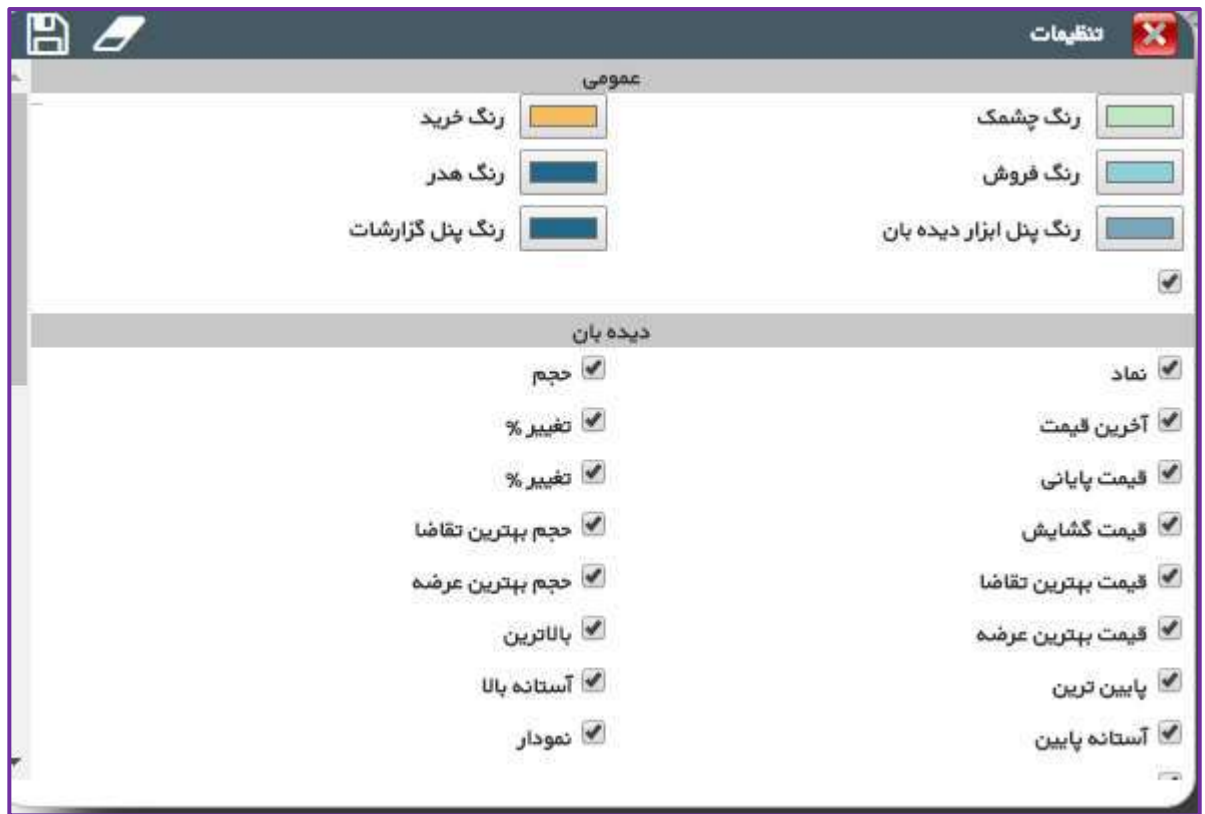 تنظیمات
عمومی
رنگ چشمک رنگ خرید
رنگ فروش رنگ هدر
رنگ پنل ابزار دیده بان رنگ پنل گزارشات
دیده بان
نماد حجم
آخرین قیمت تغییر %
قیمت پایانی تغییر %
قیمت گشایش حجم بهترین تقاضا
قیمت بهترین تقاضا حجم بهترین عرضه
قیمت بهترین عرضه بالاترین
پایین ترین آستانه بالا
آستانه پایین نمودار